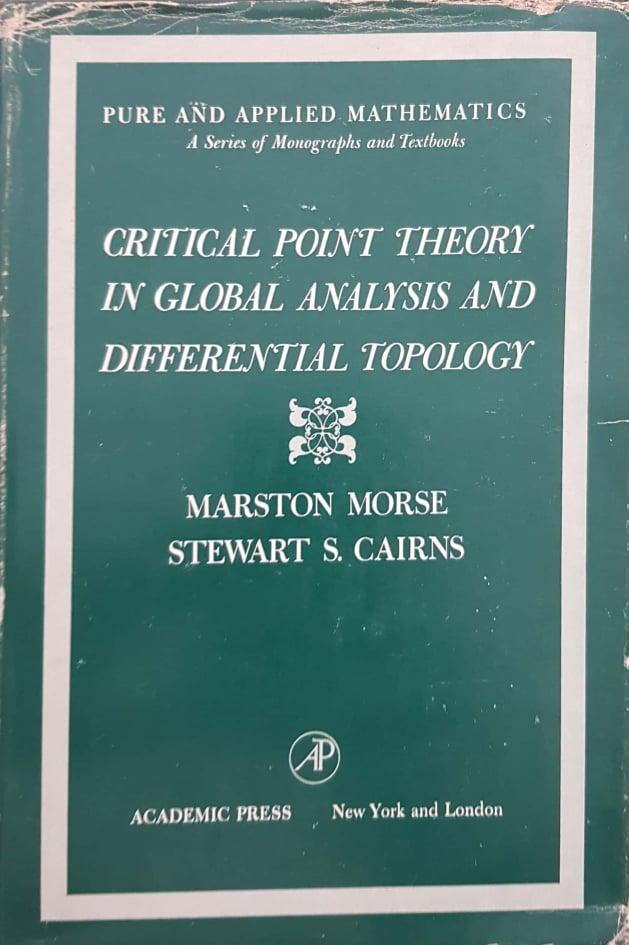 PURE AND APPLIED MATHEMATICS
A Series of Monographs and Textbooks
CRITICAL POINT THEORY
IN GLOBAL ANALYSIS AND
DIFFERENTIAL TOPOLOGY
MARSTON MORSE
STEWART S. CAIRNS
AP
ACADEMIC PRESS New York and London